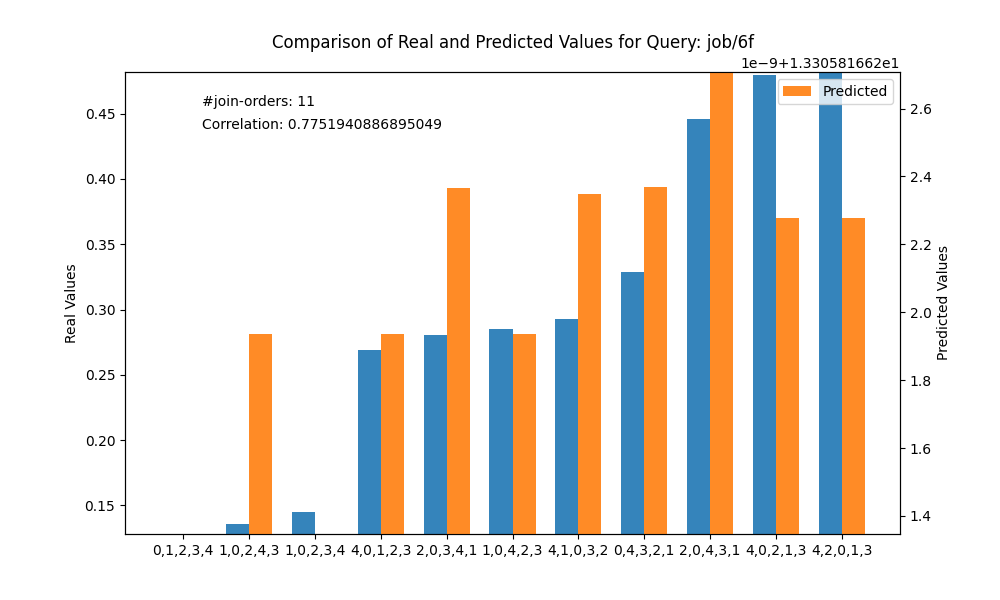 Comparison of Real and Predicted Values for Query: job/6f
1e−9+1.330581662e1
#join-orders: 11
Correlation: 0.7751940886895049
Predicted
0.45
0.40
0.35
0.30
0.25
0.20
0.15
Real Values
2.6
2.4
2.2
2.0
1.8
1.6
1.4
Predicted Values
0,1,2,3,4 1,0,2,4,3 1,0,2,3,4 4,0,1,2,3 2,0,3,4,1 1,0,4,2,3 4,1,0,3,2 0,4,3,2,1 2,0,4,3,1 4,0,2,1,3 4,2,0,1,3